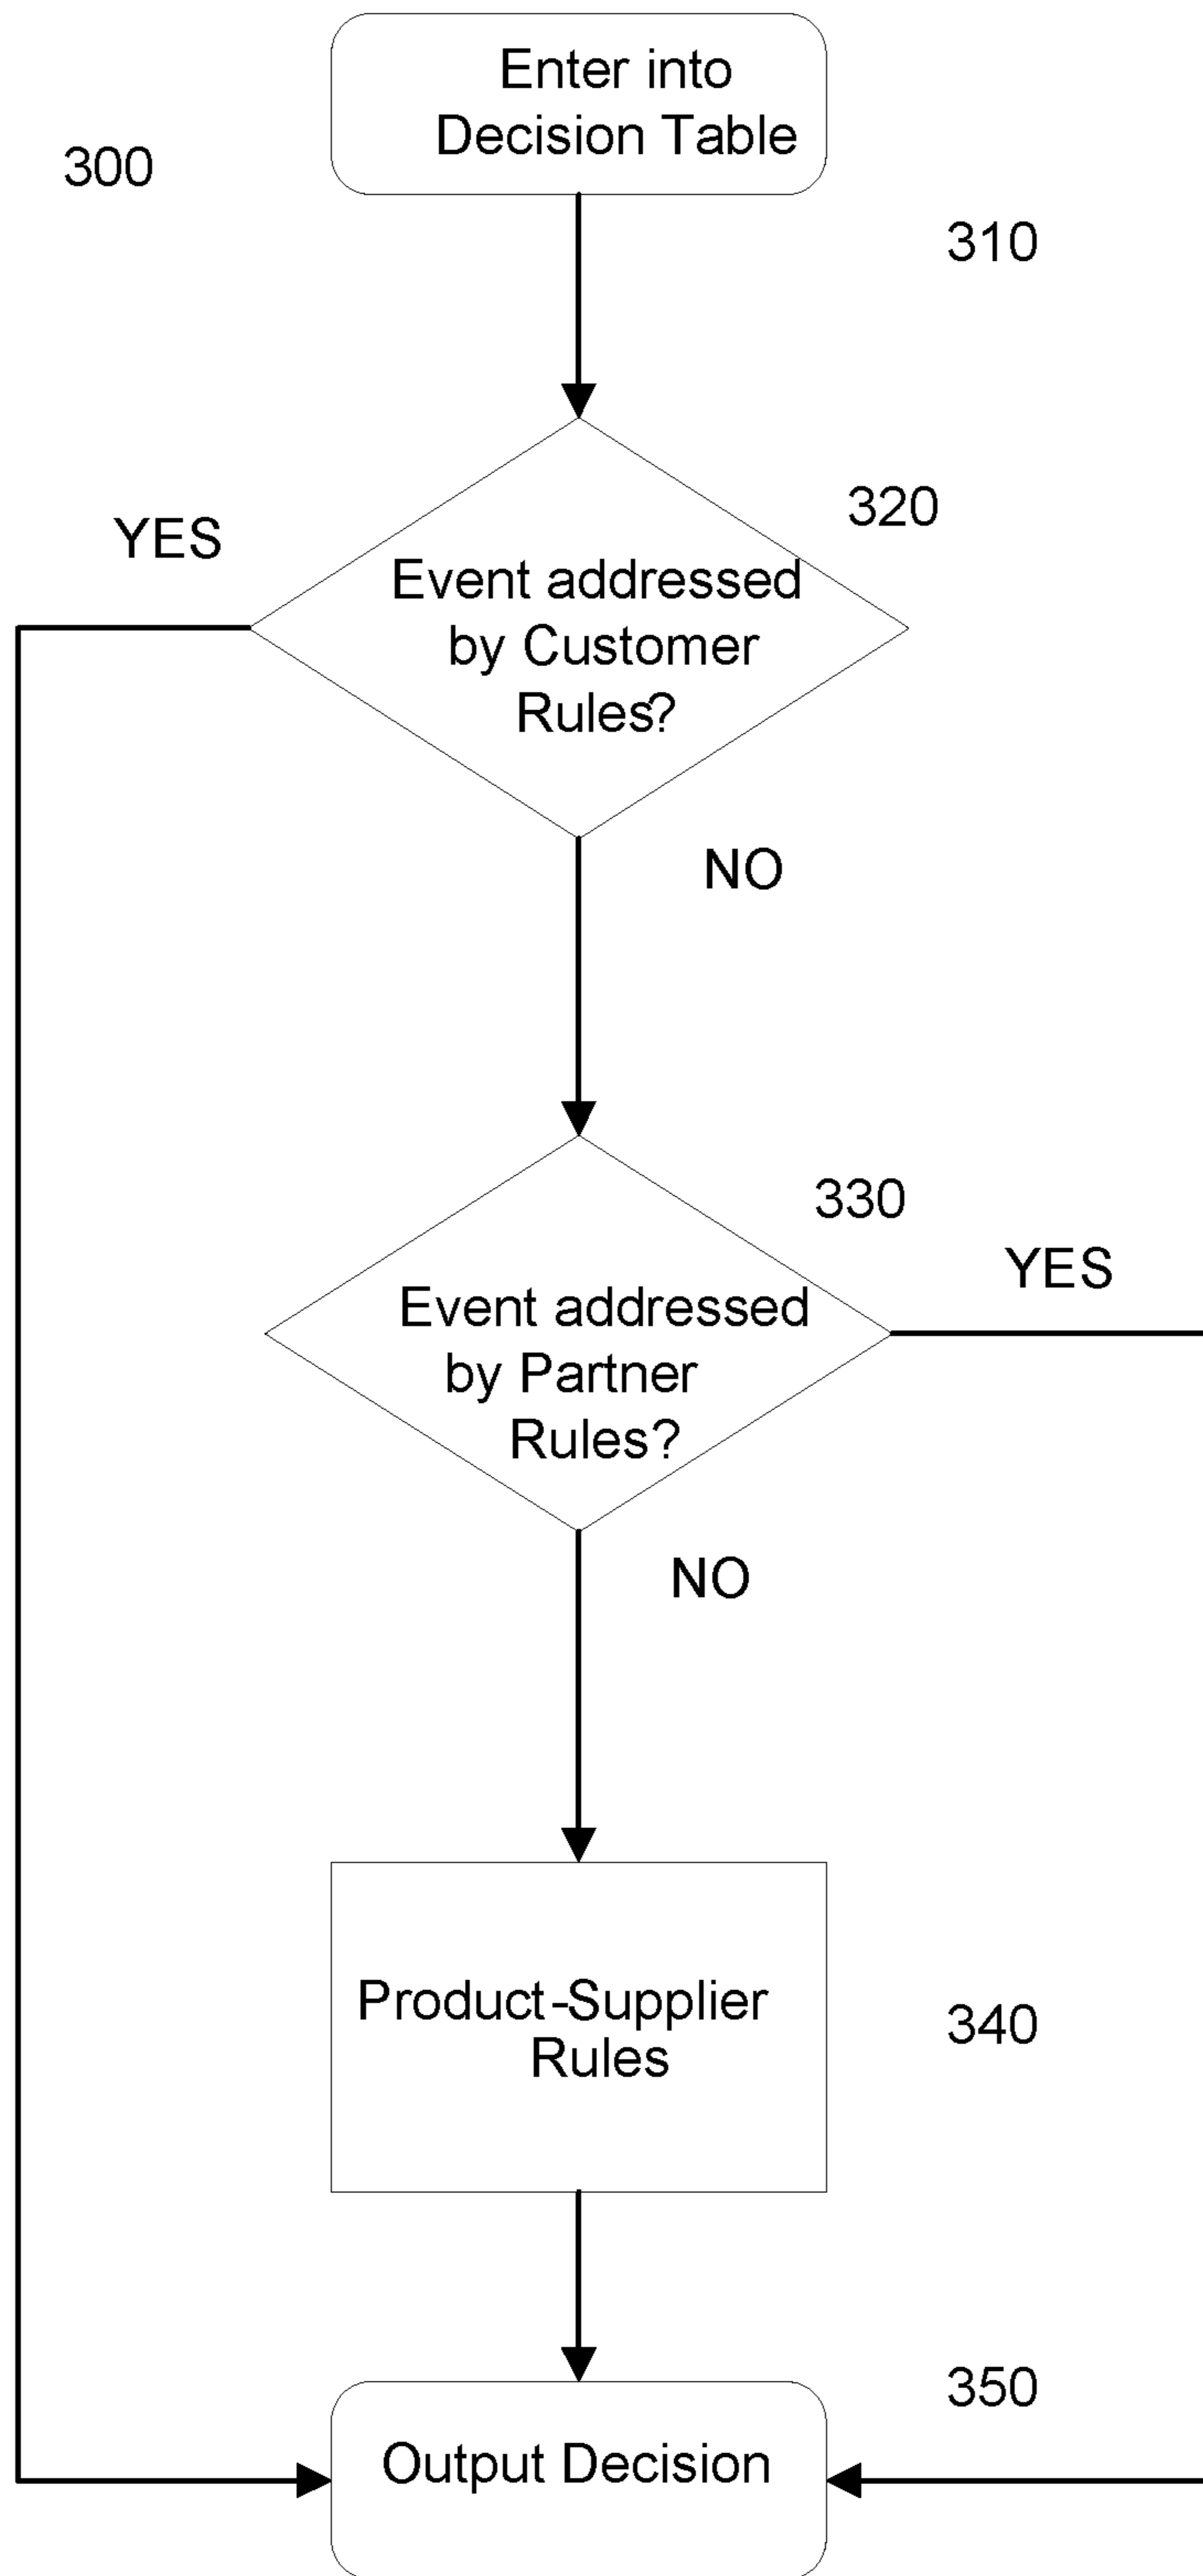 Enter into
Decision Table
300
310
320
YES
Event addressed
by Customer
Rules?
NO
330
YES
Event addressed
by Partner
Rules?
NO
Product-Supplier
Rules
340
350
Output Decision